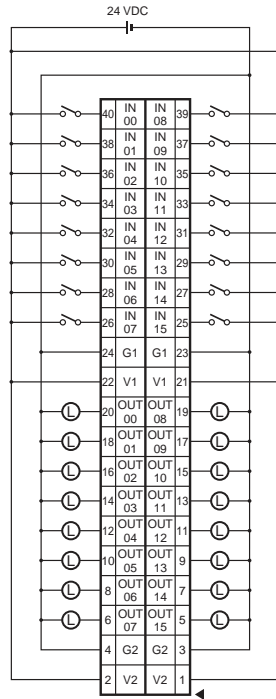 24 VDC
40 IN 00 IN 08 39
38 IN 01 IN 09 37
36 IN 02 IN 10 35
34 IN 03 IN 11 33
32 IN 04 IN 12 31
30 IN 05 IN 13 29
28 IN 06 IN 14 27
26 IN 07 IN 15 25
24 G1 G1 23
22 V1 V1 21
L 20 OUT 00 OUT 08 19 L
L 18 OUT 01 OUT 09 17 L
L 16 OUT 02 OUT 10 15 L
L 14 OUT 03 OUT 11 13 L
L 12 OUT 04 OUT 12 11 L
L 10 OUT 05 OUT 13 9 L
L 8 OUT 06 OUT 14 7 L
L 6 OUT 07 OUT 15 5 L
4 G2 G2 3
2 V2 V2 1